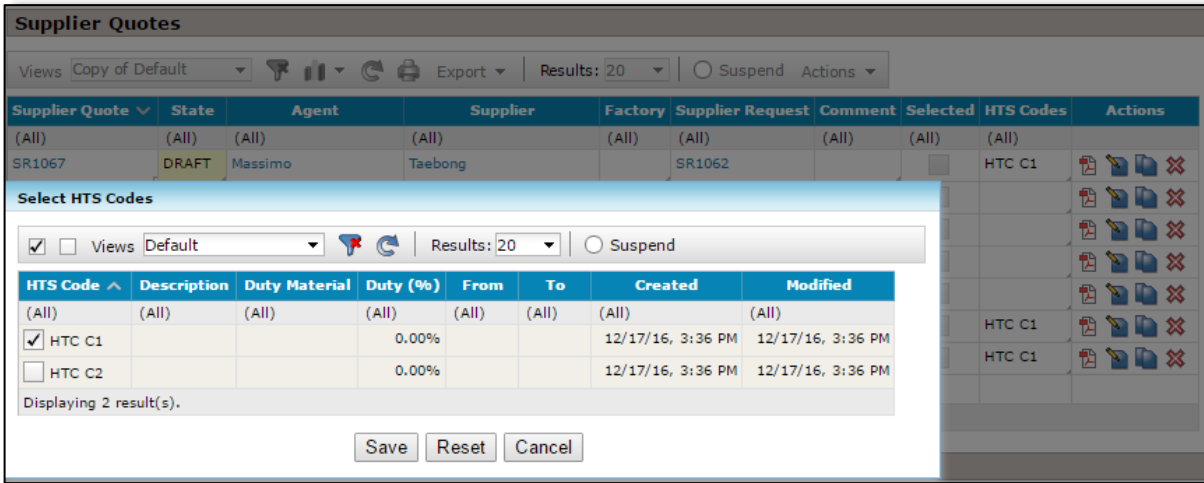 Supplier Quotes
Views Copy of Default Export Results: 20 Suspend Actions
Supplier Quote State Agent Supplier Factory Supplier Request Comment Selected HTS Codes Actions
(All) (All) (All) (All) (All) (All) (All) (All) (All)
SR1067 DRAFT Massimo Taebong SR1062 HTC C1
Select HTS Codes
Views Default Results: 20 Suspend
HTS Code Description Duty Material Duty (%) From To Created Modified
(All) (All) (All) (All) (All) (All) (All) (All)
HTC C1 0.00% 12/17/16, 3:36 PM 12/17/16, 3:36 PM
HTC C2 0.00% 12/17/16, 3:36 PM 12/17/16, 3:36 PM
Displaying 2 result(s).
Save Reset Cancel
HTC C1
HTC C1